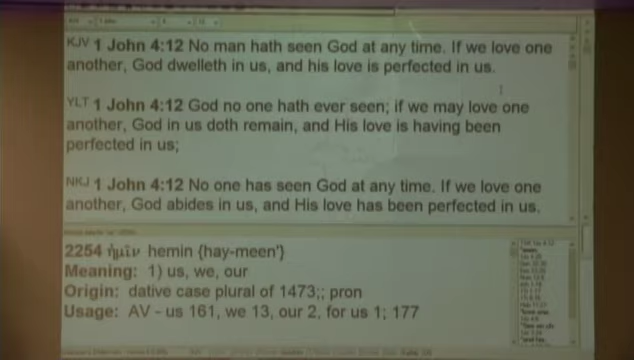 KJV 1 John 4:12 No man hath seen God at any time. If we love one
another, God dwelleth in us, and his love is perfected in us.
YLT 1 John 4:12 God no one hath ever seen; if we may love one
another, God in us doth remain, and His love is having been
perfected in us;
NKJ 1 John 4:12 No one has seen God at any time. If we love one
another, God abides in us, and His love has been perfected in us.
2254 ἡμῖν hemin {hay-meen'}
Meaning: 1) us, we, our
Origin: dative case plural of 1473;; pron
Usage: AV - us 161, we 13, our 2, for us 1; 177